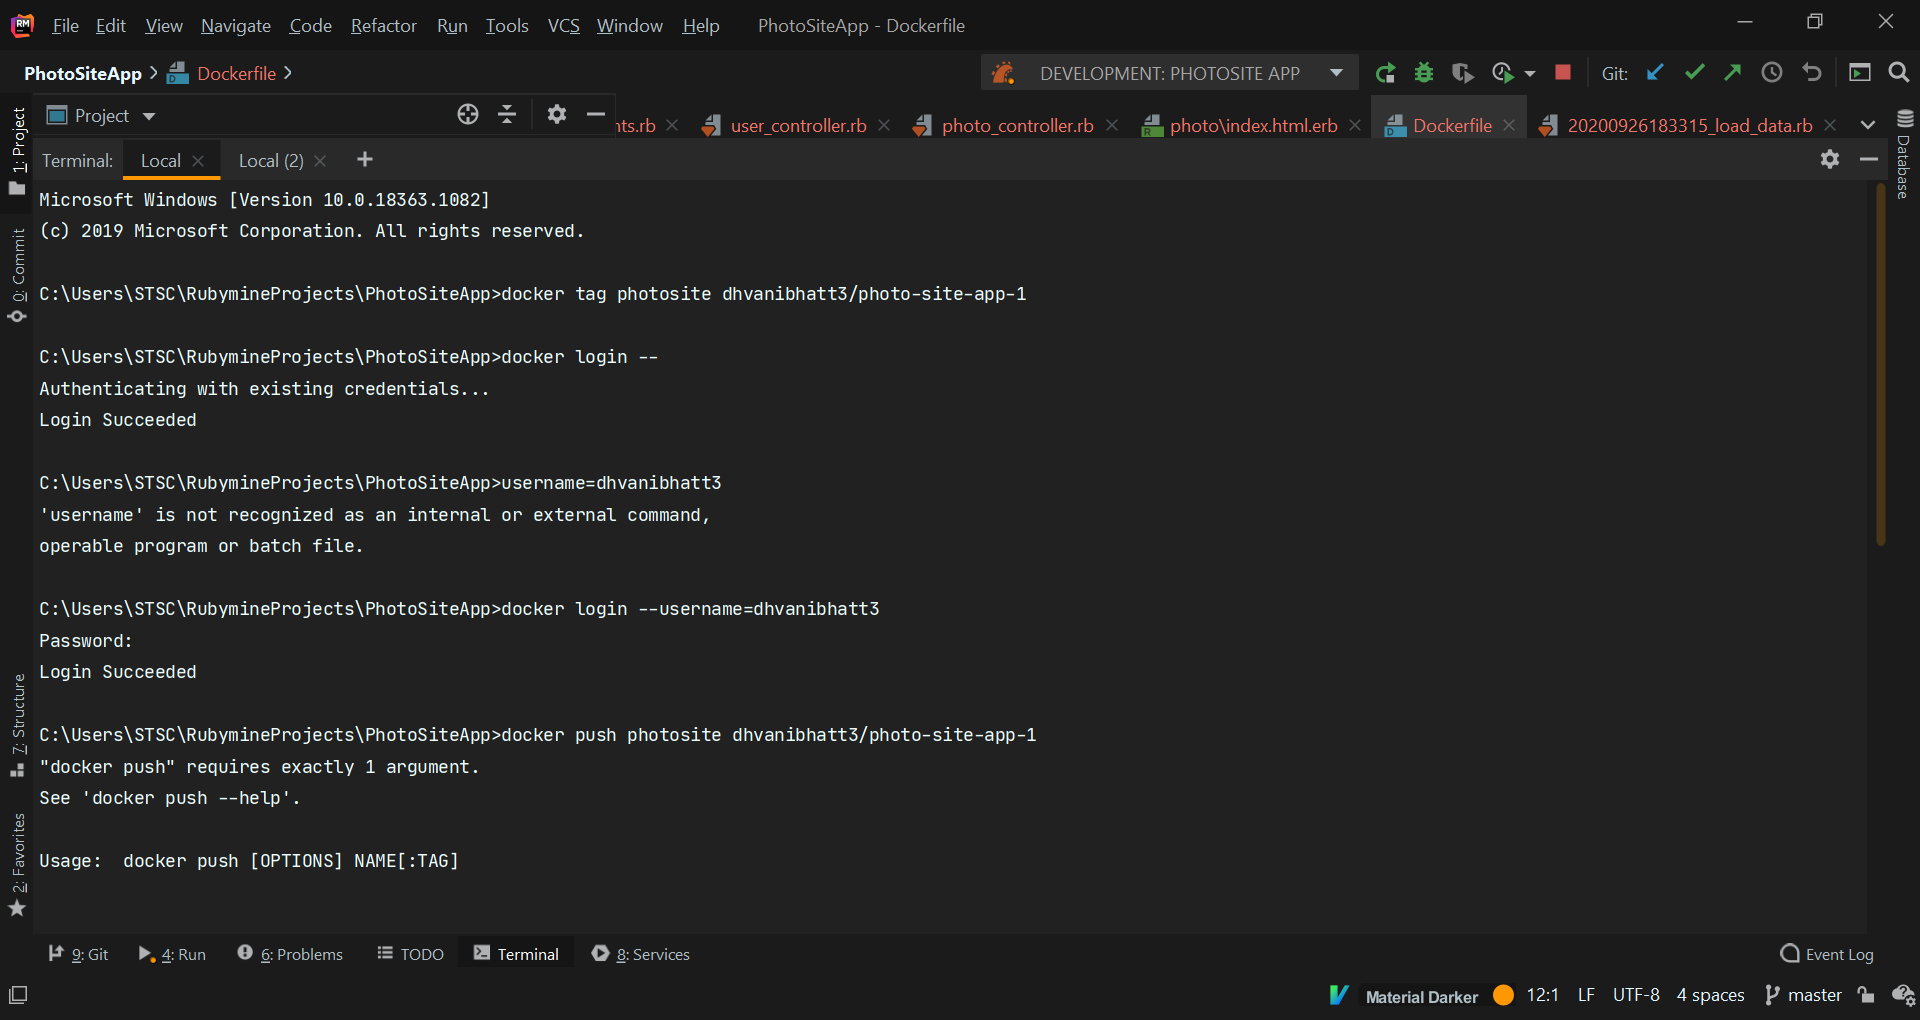 RM File Edit View Navigate Code Refactor Run Tools VCS Window Help PhotoSiteApp - Dockerfile
PhotoSiteApp Dockerfile DEVELOPMENT: PHOTOSITE APP Git:
1: Project
Project nts.rb user_controller.rb photo_controller.rb photo\index.html.erb Dockerfile 20200926183315_load_data.rb
Database
Terminal: Local Local (2) +
Microsoft Windows [Version 10.0.18363.1082]
(c) 2019 Microsoft Corporation. All rights reserved.
0: Commit
C:\Users\STSC\RubymineProjects\PhotoSiteApp>docker tag photosite dhvanibhatt3/photo-site-app-1
C:\Users\STSC\RubymineProjects\PhotoSiteApp>docker login --
Authenticating with existing credentials...
Login Succeeded
C:\Users\STSC\RubymineProjects\PhotoSiteApp>username=dhvanibhatt3
'username' is not recognized as an internal or external command,
operable program or batch file.
C:\Users\STSC\RubymineProjects\PhotoSiteApp>docker login --username=dhvanibhatt3
Password:
Login Succeeded
7: Structure
C:\Users\STSC\RubymineProjects\PhotoSiteApp>docker push photosite dhvanibhatt3/photo-site-app-1
"docker push" requires exactly 1 argument.
See 'docker push --help'.
2: Favorites
Usage:  docker push [OPTIONS] NAME[:TAG]
9: Git 4: Run 6: Problems TODO Terminal 8: Services Event Log
Material Darker 12:1 LF UTF-8 4 spaces master